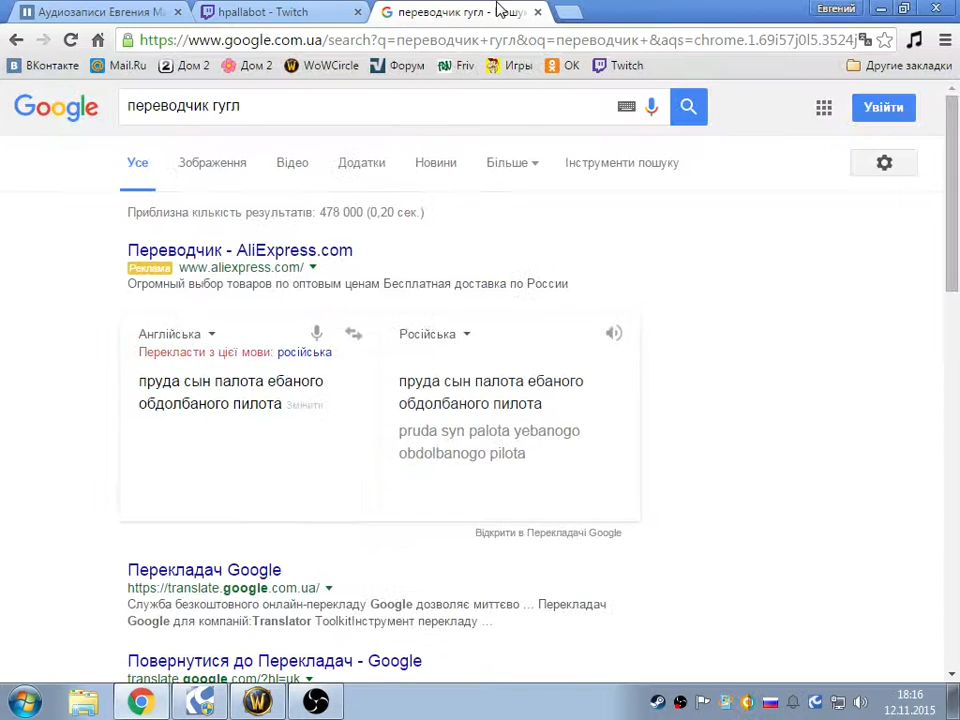 Аудиозаписи Евгения М
hpallabot - Twitch
переводчик гугл -
Евгений
https://www.google.com.ua/search?q=переводчик+гугл&oq=переводчик+&aqs=chrome.1.69i57j0l5.3524j
ВКонтакте
Mail.Ru
Дом 2
Дом 2
WoWCircle
Форум
Friv
Игры
OK
Twitch
Другие закладки
Google
переводчик гугл
Увійти
Усе
Зображення
Відео
Додатки
Новини
Більше
Інструменти пошуку
Приблизна кількість результатів: 478 000 (0,20 сек.)
Переводчик - AliExpress.com
Реклама www.aliexpress.com/
Огромный выбор товаров по оптовым ценам Бесплатная доставка по России
Англійська
Російська
Перекласти з цієї мови: російська
пруда сын палота ебаного
обдолбаного пилота Змінити
пруда сын палота ебаного
обдолбаного пилота
pruda syn palota yebanogo
obdolbanogo pilota
Відкрити в Перекладачі Google
Перекладач Google
https://translate.google.com.ua/
Служба безкоштовного онлайн-перекладу Google дозволяє миттєво ... Перекладач
Google для компаній:Translator ToolkitІнструмент перекладу ...
Повернутися до Перекладач - Google
translate.google.com/?hl=uk
18:16
12.11.2015